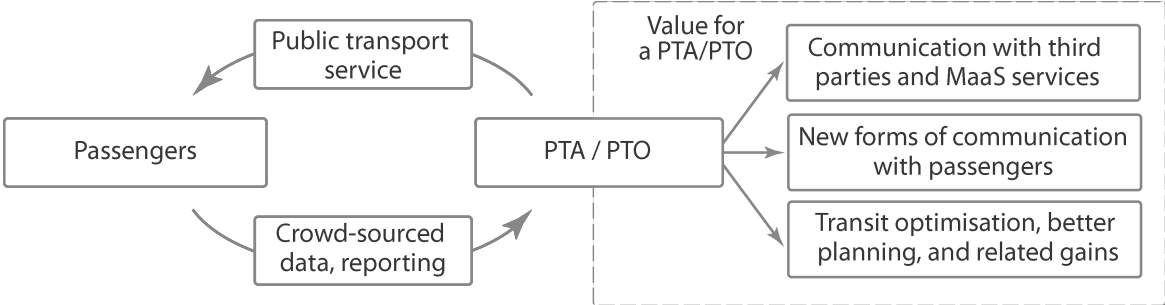 Public transport
service
Passengers
PTA / PTO
Crowd-sourced
data, reporting
Value for
a PTA/PTO
Communication with third
parties and MaaS services
New forms of communication
with passengers
Transit optimisation, better
planning, and related gains